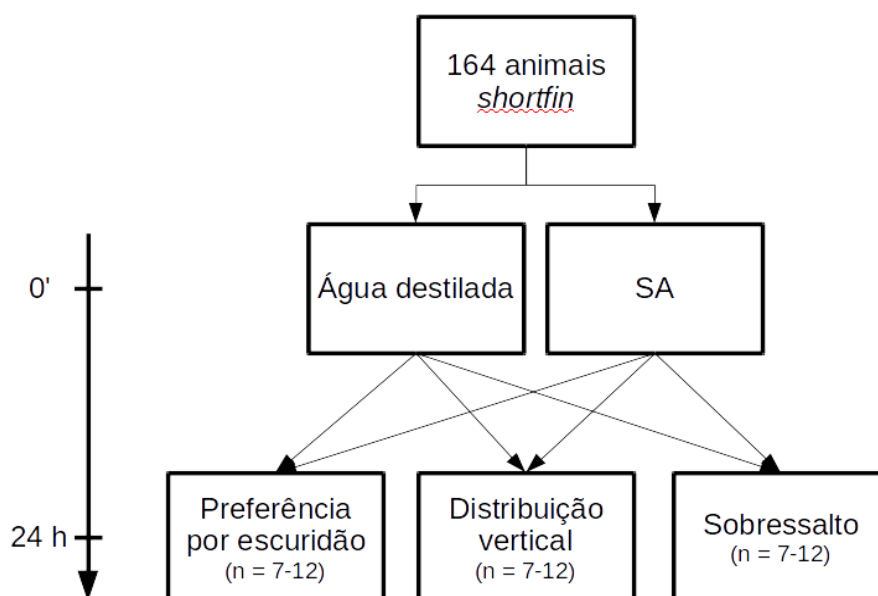 164 animais
shortfin
0'
Água destilada
SA
24 h
Preferência
por escuridão
(n = 7-12)
Distribuição
vertical
(n = 7-12)
Sobressalto
(n = 7-12)